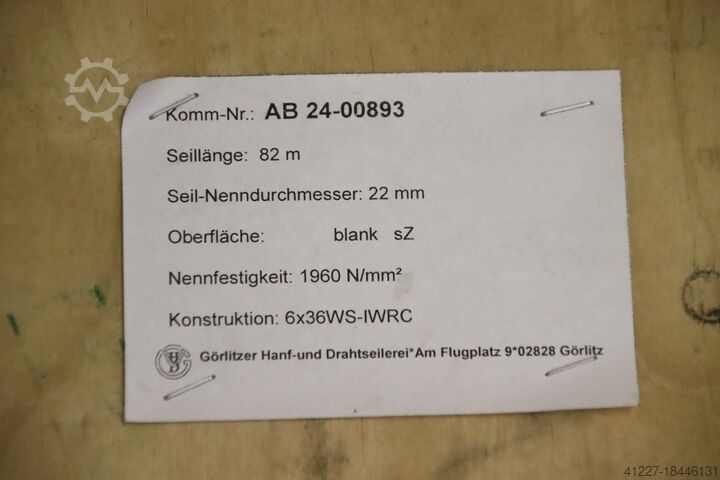 Komm-Nr.: AB 24-00893
Seillänge: 82 m
Seil-Nenndurchmesser: 22 mm
Oberfläche: blank sZ
Nennfestigkeit: 1960 N/mm²
Konstruktion: 6x36WS-IWRC
Görlitzer Hanf-und Drahtseilerei*Am Flugplatz 9*02828 Görlitz
41227-18446131